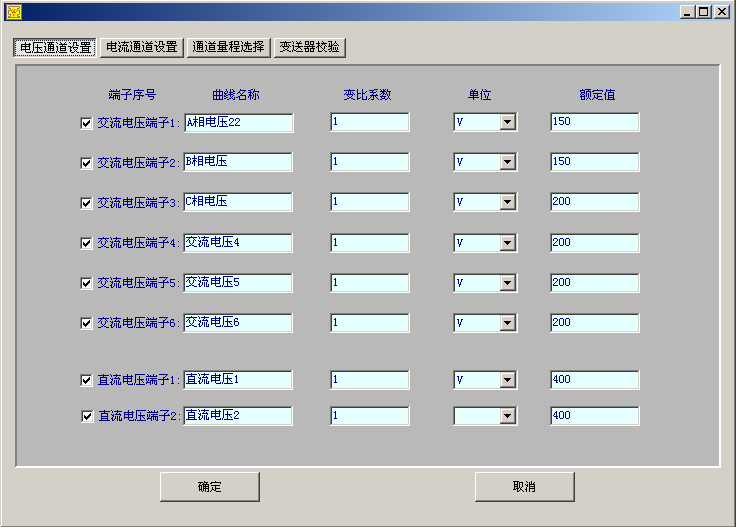 电压通道设置 电流通道设置 通道量程选择 变送器校验
端子序号 曲线名称 变比系数 单位 额定值
交流电压端子1: A相电压22 1 V 150
交流电压端子2: B相电压 1 V 150
交流电压端子3: C相电压 1 V 200
交流电压端子4: 交流电压4 1 V 200
交流电压端子5: 交流电压5 1 V 200
交流电压端子6: 交流电压6 1 V 200
直流电压端子1: 直流电压1 1 V 400
直流电压端子2: 直流电压2 1 400
确定 取消